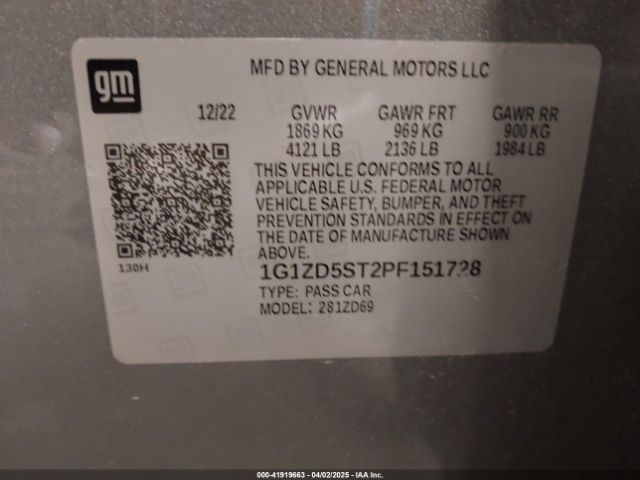 gm
MFD BY GENERAL MOTORS LLC
12/22 GVWR GAWR FRT GAWR RR
1869 KG 969 KG 900 KG
4121 LB 2136 LB 1984 LB
THIS VEHICLE CONFORMS TO ALL
APPLICABLE U.S. FEDERAL MOTOR
VEHICLE SAFETY, BUMPER, AND THEFT
PREVENTION STANDARDS IN EFFECT ON
THE DATE OF MANUFACTURE SHOWN
ABOVE.
130H
1G1ZD5ST2PF151728
TYPE: PASS CAR
MODEL: 281ZD69
000-41919663 - 04/02/2025 - IAA Inc.